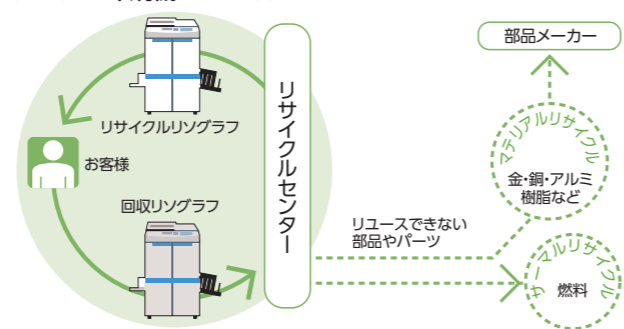 リサイクルリソグラフ
お客様
回収リソグラフ
リサイクルセンター
リユースできない
部品やパーツ
部品メーカー
マテリアルリサイクル
金・銅・アルミ
樹脂など
サーマルリサイクル
燃料